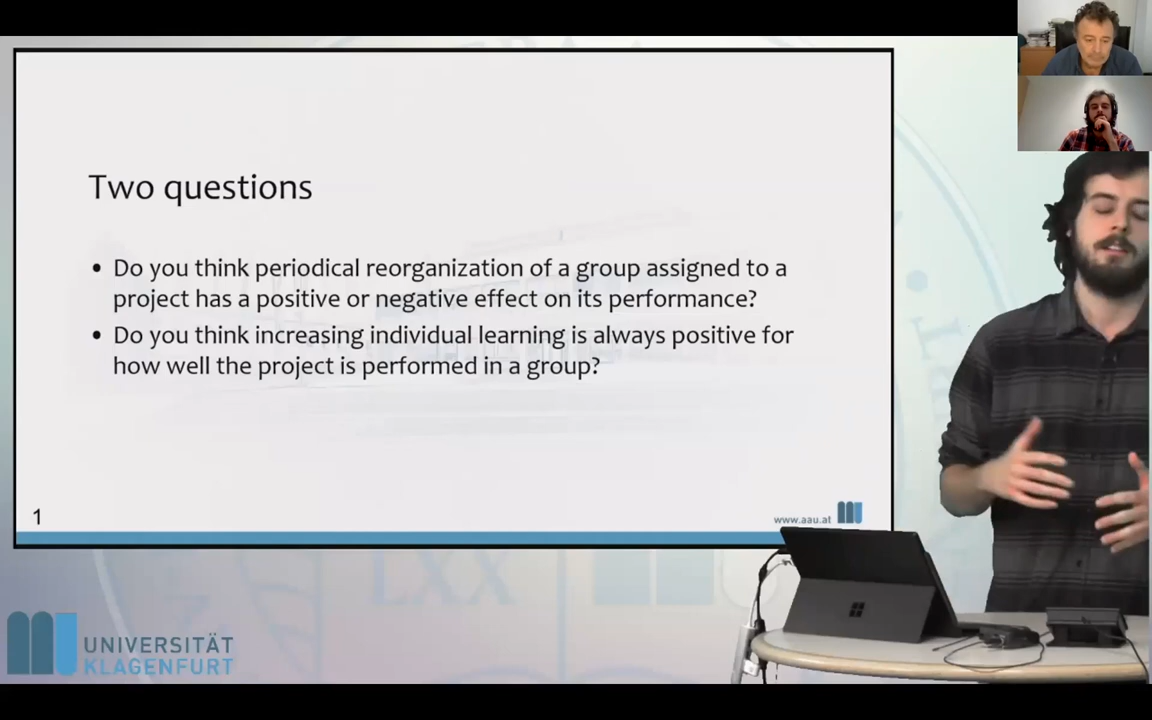 Two questions
• Do you think periodical reorganization of a group assigned to a
project has a positive or negative effect on its performance?
• Do you think increasing individual learning is always positive for
how well the project is performed in a group?
1
www.aau.at
LXX
UNIVERSITÄT
KLAGENFURT